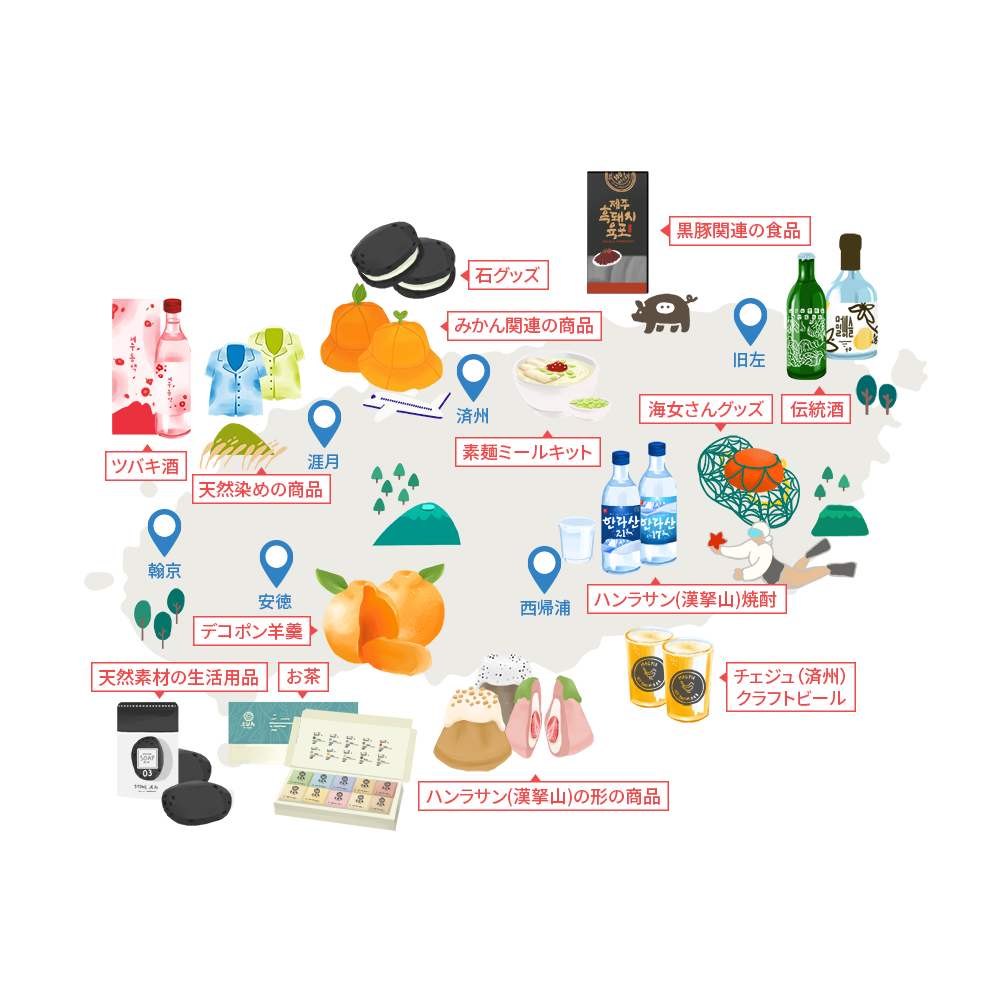 제주
흑돼지
육포
黒豚関連の食品
石グッズ
みかん関連の商品
旧左
済州
海女さんグッズ
伝統酒
涯月
素麺ミールキット
ツバキ酒
天然染めの商品
한라산
21
한라산
17
翰京
安徳
西帰浦
ハンラサン(漢拏山)焼酎
デコポン羊羹
天然素材の生活用品
お茶
チェジュ（済州）
クラフトビール
MAGPIE
MAGPIE
SOAP
03
ハンラサン(漢拏山)の形の商品